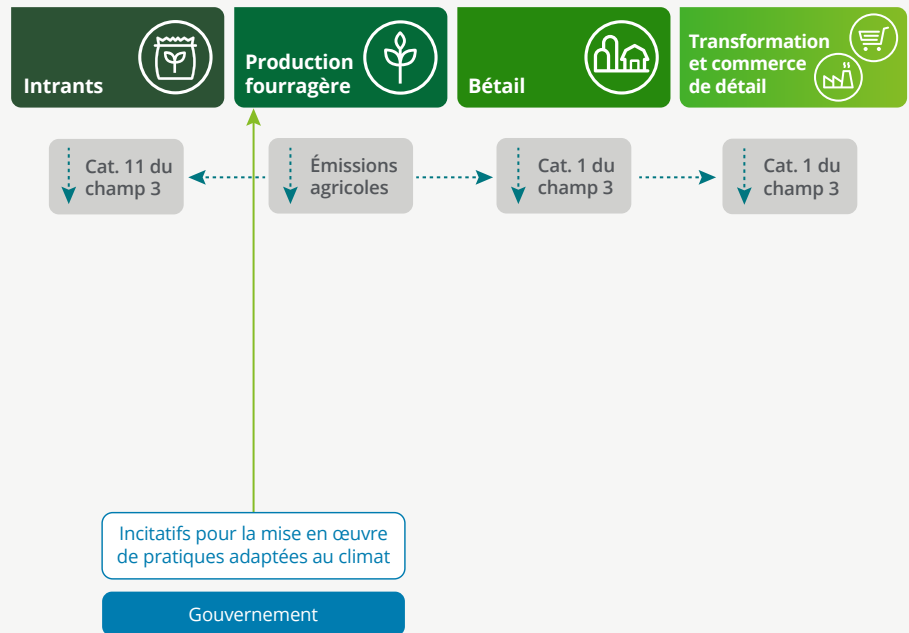 Intrants
Production
fourragère
Bétail
Transformation
et commerce
de détail
Cat. 11 du
champ 3
Émissions
agricoles
Cat. 1 du
champ 3
Cat. 1 du
champ 3
Incitatifs pour la mise en œuvre
de pratiques adaptées au climat
Gouvernement